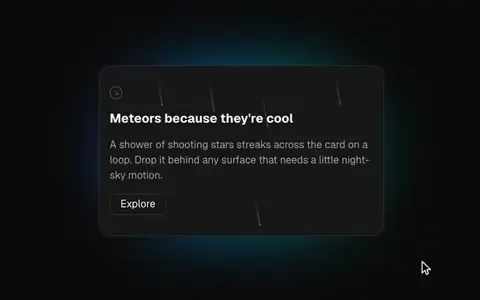 Meteors because they're cool
A shower of shooting stars streaks across the card on a
loop. Drop it behind any surface that needs a little night-
sky motion.
Explore